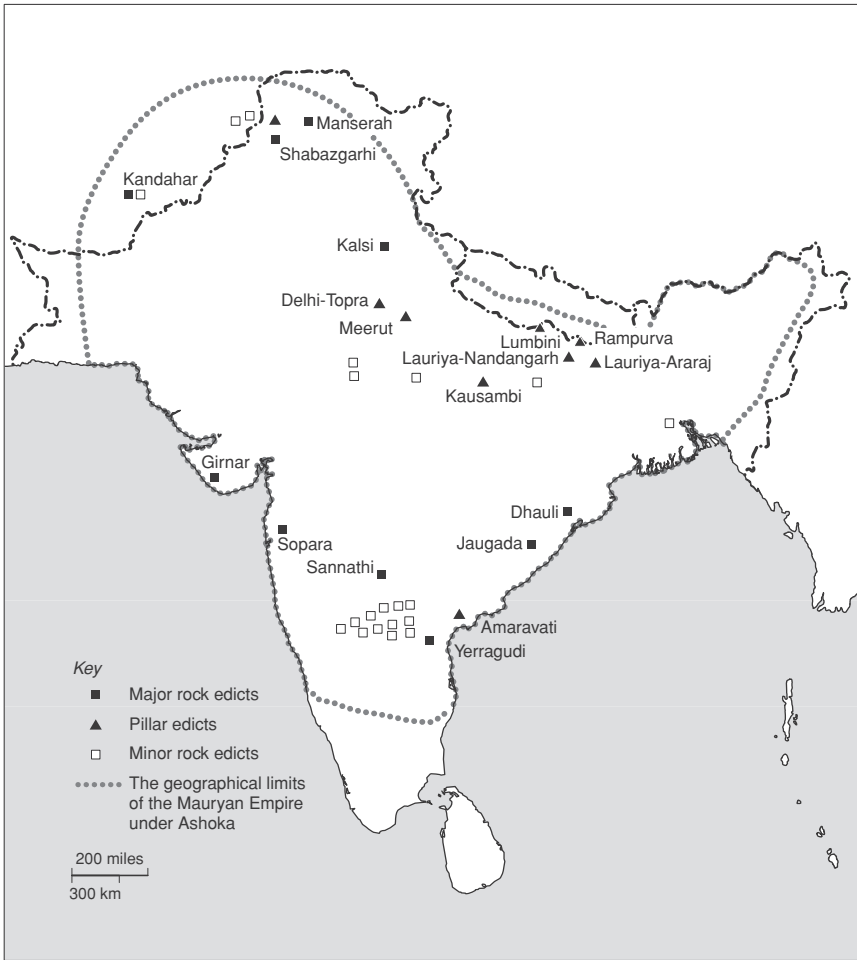 Manserah
Shabazgarhi
Kandahar
Kalsi
Delhi-Topra
Meerut
Lumbini
Rampurva
Lauriya-Nandangarh
Lauriya-Araraj
Kausambi
Girnar
Dhauli
Sopara
Jaugada
Sannathi
Amaravati
Yerragudi
Key
Major rock edicts
Pillar edicts
Minor rock edicts
The geographical limits
of the Mauryan Empire
under Ashoka
200 miles
300 km